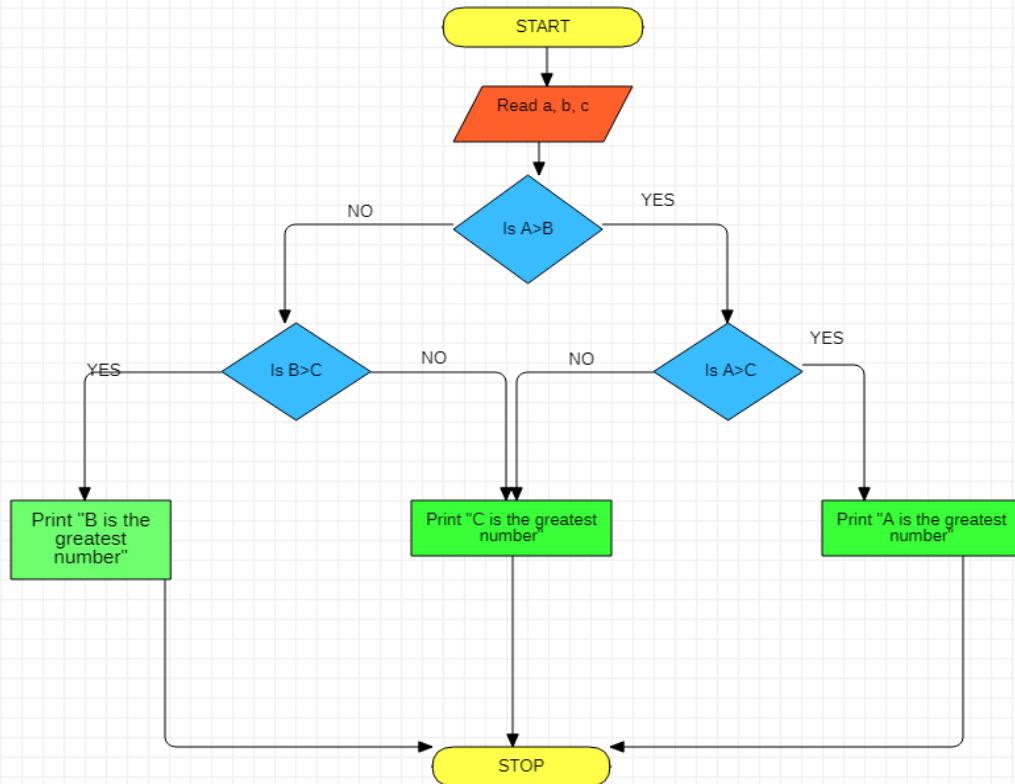 START
Read a, b, c
Is A>B
NO
YES
Is B>C
YES
NO
Is A>C
NO
YES
Print "B is the
greatest
number"
Print "C is the greatest
number"
Print "A is the greatest
number"
STOP